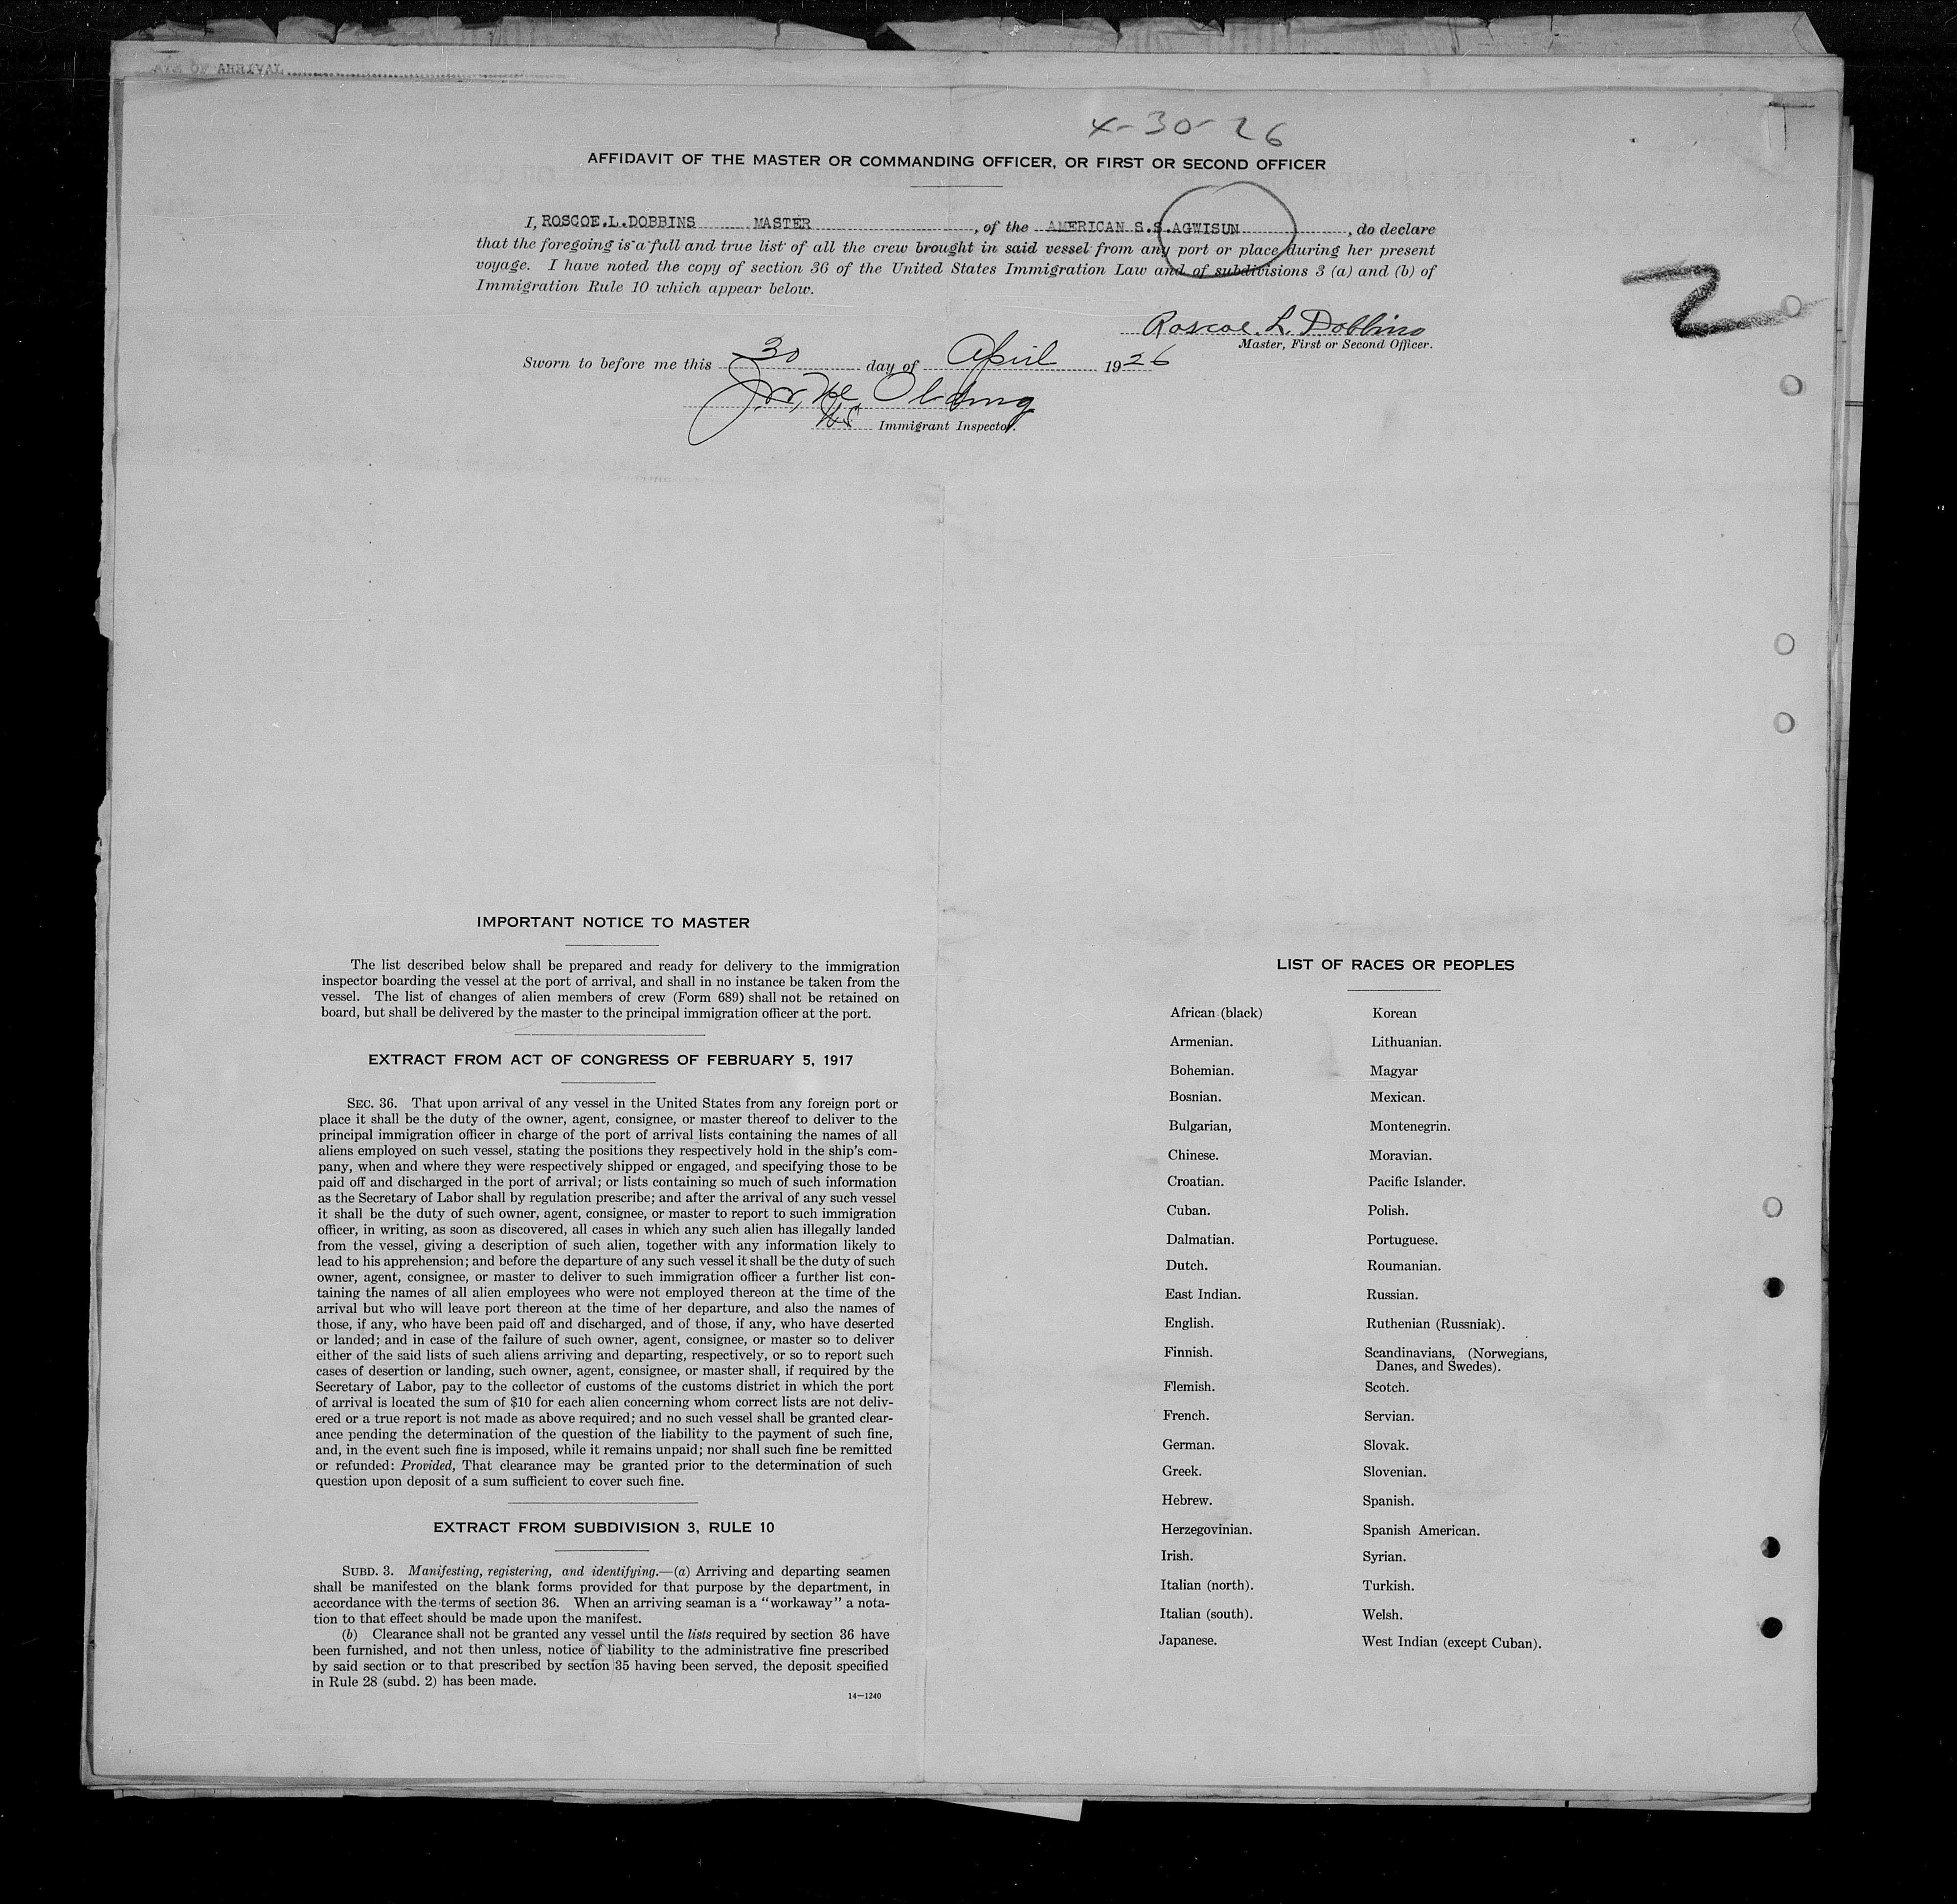 OF ARRIVAL
4-30-26
AFFIDAVIT OF THE MASTER OR COMMANDING OFFICER, OR FIRST OR SECOND OFFICER
I, ROSCOE.L.DOBBINS MASTER, of the AMERICAN S.S.AGWISUN, do declare
that the foregoing is a full and true list of all the crew brought in said vessel from any port or place during her present
voyage. I have noted the copy of section 36 of the United States Immigration Law and of subdivisions 3 (a) and (b) of
Immigration Rule 10 which appear below.
2
Roscoe. L. Dobbins
Master, First or Second Officer.
Sworn to before me this 30 day of April 1926
Immigrant Inspector.
IMPORTANT NOTICE TO MASTER
The list described below shall be prepared and ready for delivery to the immigration
inspector boarding the vessel at the port of arrival, and shall in no instance be taken from the
vessel. The list of changes of alien members of crew (Form 689) shall not be retained on
board, but shall be delivered by the master to the principal immigration officer at the port.
EXTRACT FROM ACT OF CONGRESS OF FEBRUARY 5, 1917
SEC. 36. That upon arrival of any vessel in the United States from any foreign port or
place it shall be the duty of the owner, agent, consignee, or master thereof to deliver to the
principal immigration officer in charge of the port of arrival lists containing the names of all
aliens employed on such vessel, stating the positions they respectively hold in the ship's com-
pany, when and where they were respectively shipped or engaged, and specifying those to be
paid off and discharged in the port of arrival; or lists containing so much of such information
as the Secretary of Labor shall by regulation prescribe; and after the arrival of any such vessel
it shall be the duty of such owner, agent, consignee, or master to report to such immigration
officer, in writing, as soon as discovered, all cases in which any such alien has illegally landed
from the vessel, giving a description of such alien, together with any information likely to
lead to his apprehension; and before the departure of any such vessel it shall be the duty of such
owner, agent, consignee, or master to deliver to such immigration officer a further list con-
taining the names of all alien employees who were not employed thereon at the time of the
arrival but who will leave port thereon at the time of her departure, and also the names of
those, if any, who have been paid off and discharged, and of those, if any, who have deserted
or landed; and in case of the failure of such owner, agent, consignee, or master so to deliver
either of the said lists of such aliens arriving and departing, respectively, or so to report such
cases of desertion or landing, such owner, agent, consignee, or master shall, if required by the
Secretary of Labor, pay to the collector of customs of the customs district in which the port
of arrival is located the sum of $10 for each alien concerning whom correct lists are not deliv-
ered or a true report is not made as above required; and no such vessel shall be granted clear-
ance pending the determination of the question of the liability to the payment of such fine,
and, in the event such fine is imposed, while it remains unpaid; nor shall such fine be remitted
or refunded: Provided, That clearance may be granted prior to the determination of such
question upon deposit of a sum sufficient to cover such fine.
EXTRACT FROM SUBDIVISION 3, RULE 10
SUBD. 3. Manifesting, registering, and identifying.—(a) Arriving and departing seamen
shall be manifested on the blank forms provided for that purpose by the department, in
accordance with the terms of section 36. When an arriving seaman is a "workaway" a nota-
tion to that effect should be made upon the manifest.
(b) Clearance shall not be granted any vessel until the lists required by section 36 have
been furnished, and not then unless, notice of liability to the administrative fine prescribed
by said section or to that prescribed by section 35 having been served, the deposit specified
in Rule 28 (subd. 2) has been made.
14—1240
LIST OF RACES OR PEOPLES
African (black)
Armenian.
Bohemian.
Bosnian.
Bulgarian,
Chinese.
Croatian.
Cuban.
Dalmatian.
Dutch.
East Indian.
English.
Finnish.
Flemish.
French.
German.
Greek.
Hebrew.
Herzegovinian.
Irish.
Italian (north).
Italian (south).
Japanese.
Korean
Lithuanian.
Magyar
Mexican.
Montenegrin.
Moravian.
Pacific Islander.
Polish.
Portuguese.
Roumanian.
Russian.
Ruthenian (Russniak).
Scandinavians, (Norwegians,
Danes, and Swedes).
Scotch.
Servian.
Slovak.
Slovenian.
Spanish.
Spanish American.
Syrian.
Turkish.
Welsh.
West Indian (except Cuban).